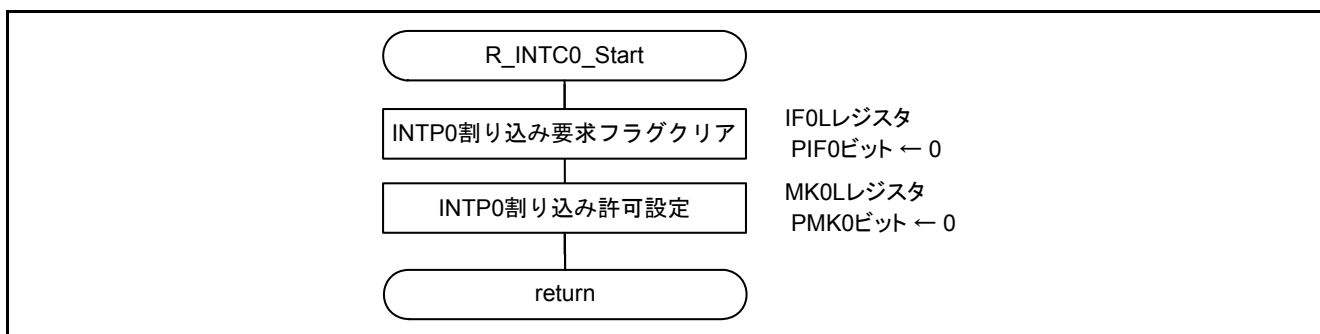 R_INTC0_Start
INTP0割り込み要求フラグクリア
IF0Lレジスタ
PIF0ビット ← 0
INTP0割り込み許可設定
MK0Lレジスタ
PMK0ビット ← 0
return